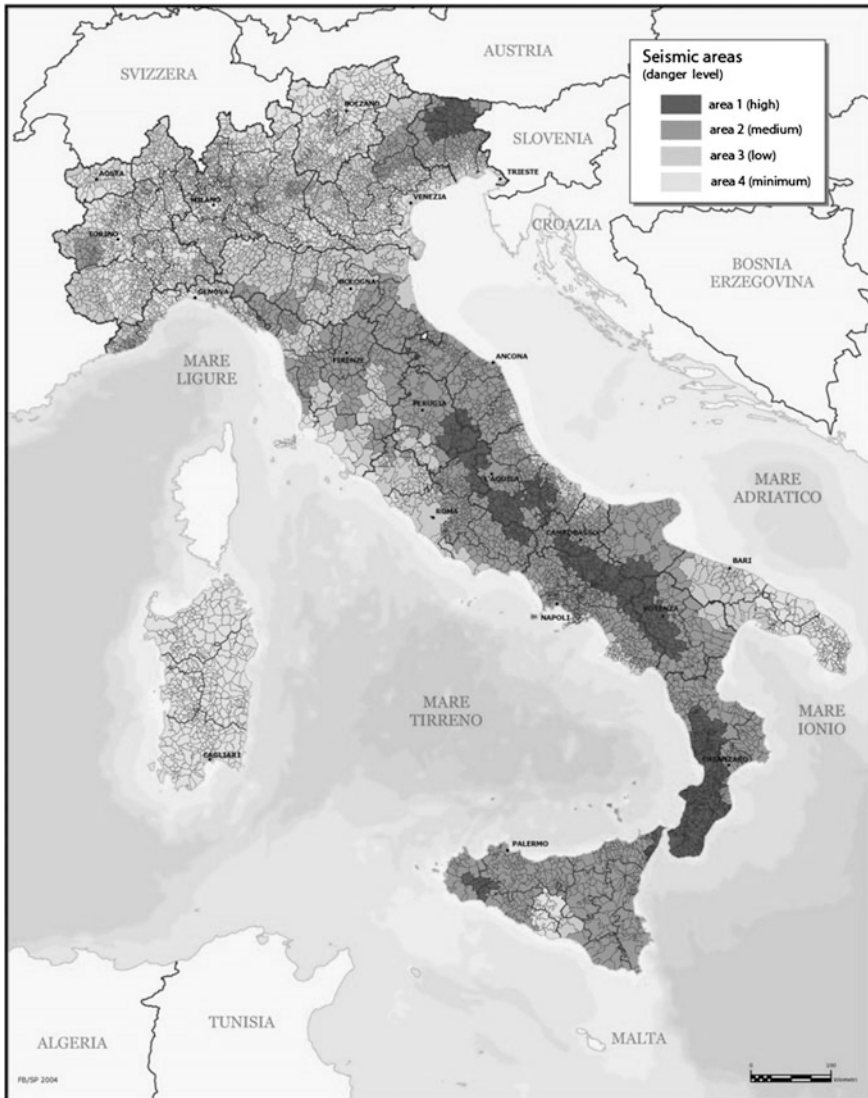 AUSTRIA
SVIZZERA
Seismic areas
(danger level)
area 1 (high)
area 2 (medium)
area 3 (low)
area 4 (minimum)
BOLZANO
SLOVENIA
AOSTA
TRIESTE
MILANO
VENEZIA
CROAZIA
TORINO
BOSNIA
ERZEGOVINA
BOLOGNA
GENOVA
MARE
LIGURE
FIRENZE
ANCONA
PERUGIA
L'AQUILA
MARE
ADRIATICO
ROMA
CAMPOBASSO
BARI
NAPOLI
POTENZA
MARE
TIRRENO
MARE
IONIO
CAGLIARI
CATANZARO
PALERMO
TUNISIA
ALGERIA
MALTA
FB/SP 2004
0
100